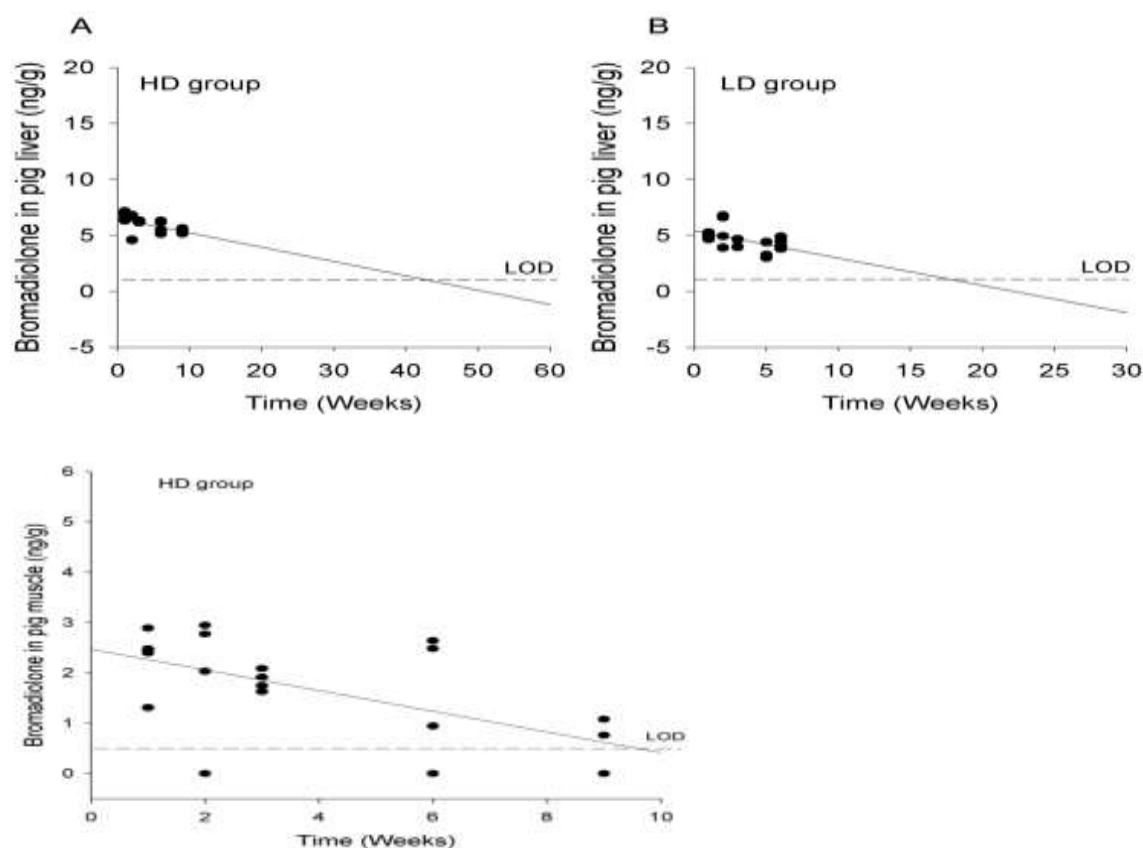 A
Bromadiolone in pig liver (ng/g)
20
15
10
5
0
-5
HD group
LOD
0 10 20 30 40 50 60
Time (Weeks)
B
Bromadiolone in pig liver (ng/g)
20
15
10
5
0
-5
LD group
LOD
0 5 10 15 20 25 30
Time (Weeks)
Bromadiolone in pig muscle (ng/g)
6
5
4
3
2
1
0
HD group
LOD
0 2 4 6 8 10
Time (Weeks)